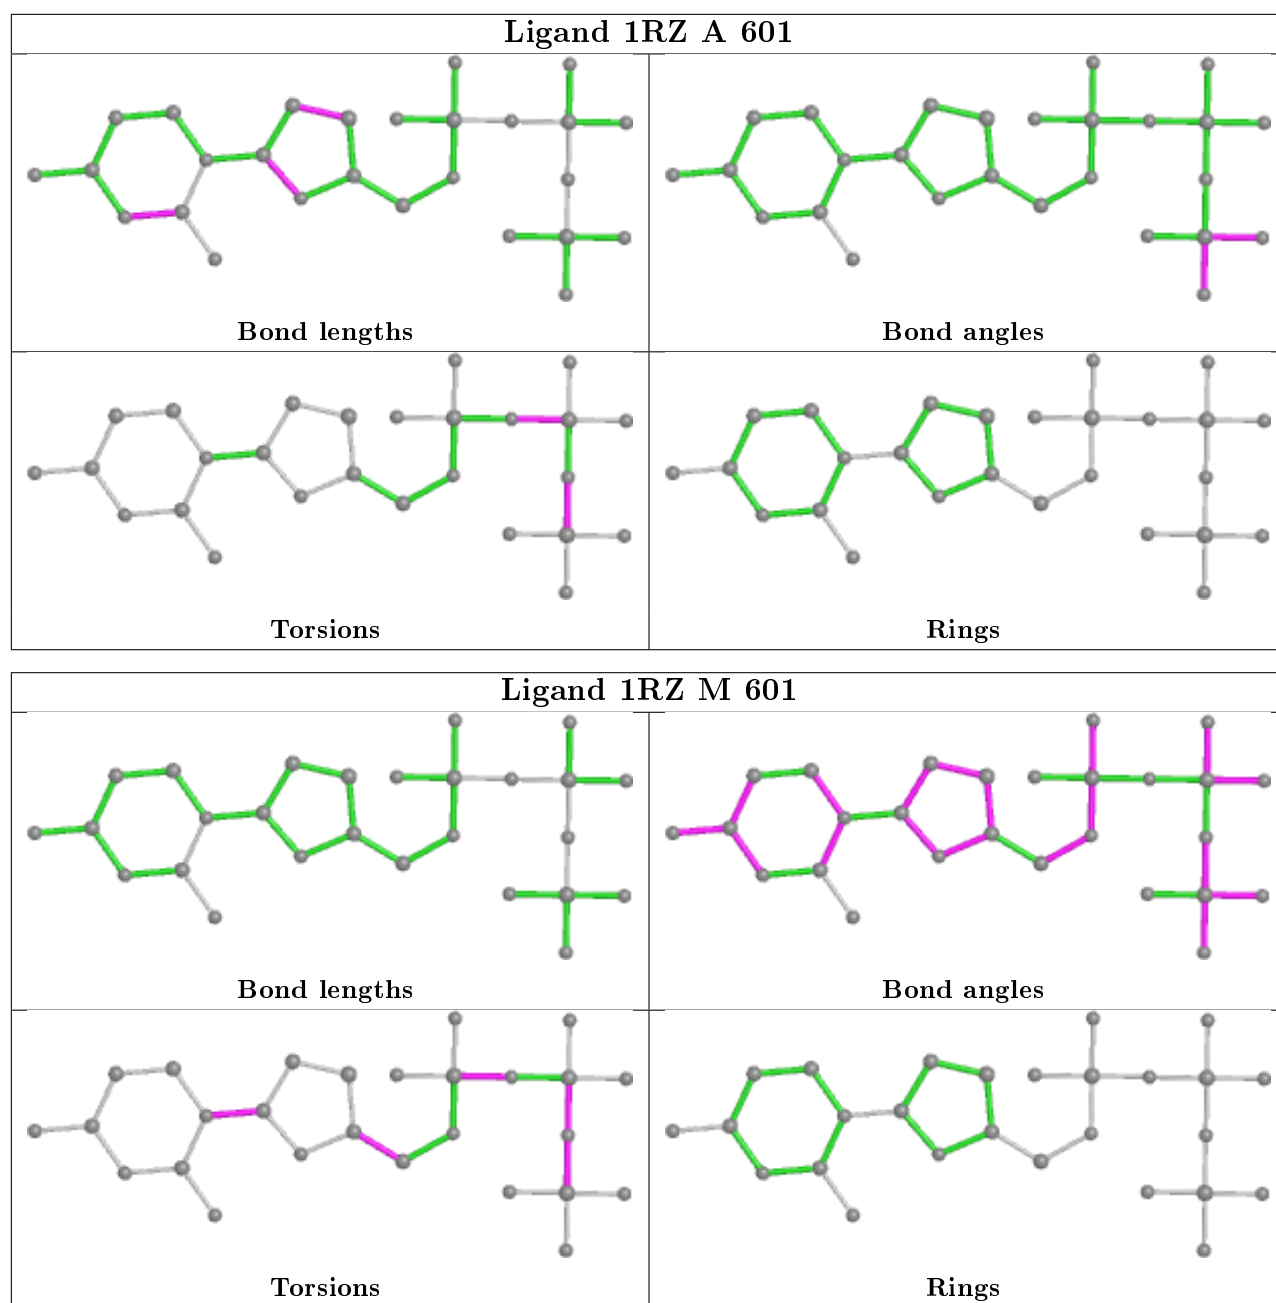 Ligand 1RZ A 601
Bond lengths
Bond angles
Torsions
Rings
Ligand 1RZ M 601
Bond lengths
Bond angles
Torsions
Rings